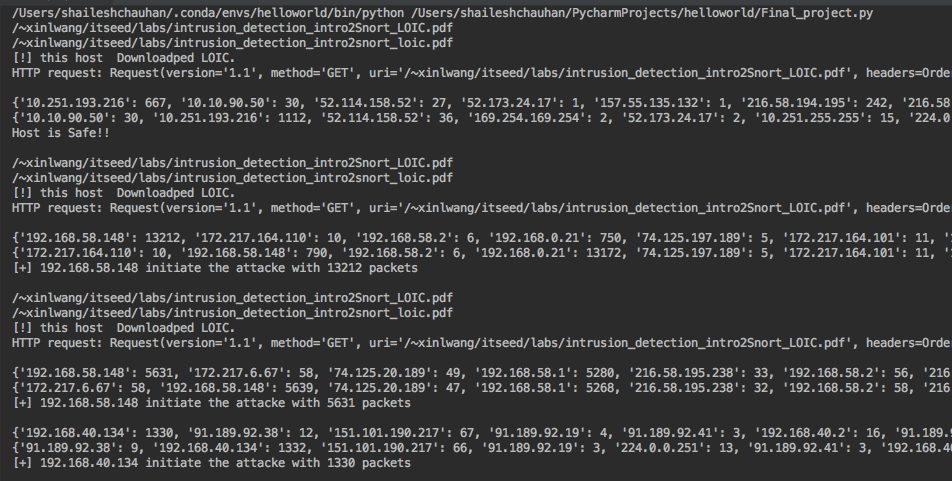 /Users/shaileshchauhan/.conda/envs/helloworld/bin/python /Users/shaileshchauhan/PycharmProjects/helloworld/Final_project.py
/~xinlwang/itseed/labs/intrusion_detection_intro2Snort_LOIC.pdf
/~xinlwang/itseed/labs/intrusion_detection_intro2snort_loic.pdf
[!] this host  Downloadped LOIC.
HTTP request: Request(version='1.1', method='GET', uri='/~xinlwang/itseed/labs/intrusion_detection_intro2Snort_LOIC.pdf', headers=Orde
{'10.251.193.216': 667, '10.10.90.50': 30, '52.114.158.52': 27, '52.173.24.17': 1, '157.55.135.132': 1, '216.58.194.195': 242, '216.58
{'10.10.90.50': 30, '10.251.193.216': 1112, '52.114.158.52': 36, '169.254.169.254': 2, '52.173.24.17': 2, '10.251.255.255': 15, '224.0
Host is Safe!!
/~xinlwang/itseed/labs/intrusion_detection_intro2Snort_LOIC.pdf
/~xinlwang/itseed/labs/intrusion_detection_intro2snort_loic.pdf
[!] this host  Downloadped LOIC.
HTTP request: Request(version='1.1', method='GET', uri='/~xinlwang/itseed/labs/intrusion_detection_intro2Snort_LOIC.pdf', headers=Orde
{'192.168.58.148': 13212, '172.217.164.110': 10, '192.168.58.2': 6, '192.168.0.21': 750, '74.125.197.189': 5, '172.217.164.101': 11, '
{'172.217.164.110': 10, '192.168.58.148': 790, '192.168.58.2': 6, '192.168.0.21': 13172, '74.125.197.189': 5, '172.217.164.101': 11, '
[+] 192.168.58.148 initiate the attacke with 13212 packets
/~xinlwang/itseed/labs/intrusion_detection_intro2Snort_LOIC.pdf
/~xinlwang/itseed/labs/intrusion_detection_intro2snort_loic.pdf
[!] this host  Downloadped LOIC.
HTTP request: Request(version='1.1', method='GET', uri='/~xinlwang/itseed/labs/intrusion_detection_intro2Snort_LOIC.pdf', headers=Orde
{'192.168.58.148': 5631, '172.217.6.67': 58, '74.125.20.189': 49, '192.168.58.1': 5280, '216.58.195.238': 33, '192.168.58.2': 56, '216
{'172.217.6.67': 58, '192.168.58.148': 5639, '74.125.20.189': 47, '192.168.58.1': 5268, '216.58.195.238': 32, '192.168.58.2': 58, '216
[+] 192.168.58.148 initiate the attacke with 5631 packets
{'192.168.40.134': 1330, '91.189.92.38': 12, '151.101.190.217': 67, '91.189.92.19': 4, '91.189.92.41': 3, '192.168.40.2': 16, '91.189.9
{'91.189.92.38': 9, '192.168.40.134': 1332, '151.101.190.217': 66, '91.189.92.19': 3, '224.0.0.251': 13, '91.189.92.41': 3, '192.168.40
[+] 192.168.40.134 initiate the attacke with 1330 packets